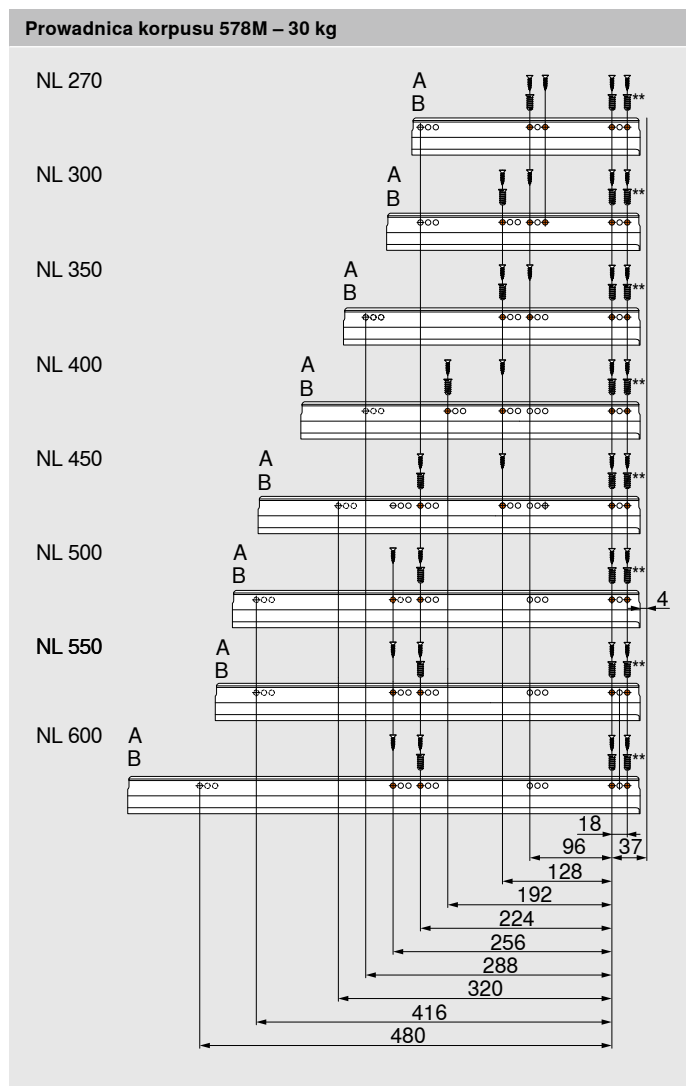 Prowadnica korpusu 578M – 30 kg
NL 270
A
B
**
NL 300
A
B
**
NL 350
A
B
**
NL 400
A
B
**
NL 450
A
B
**
NL 500
A
B
**
4
NL 550
A
B
**
NL 600
A
B
**
18
96
37
128
192
224
256
288
320
416
480